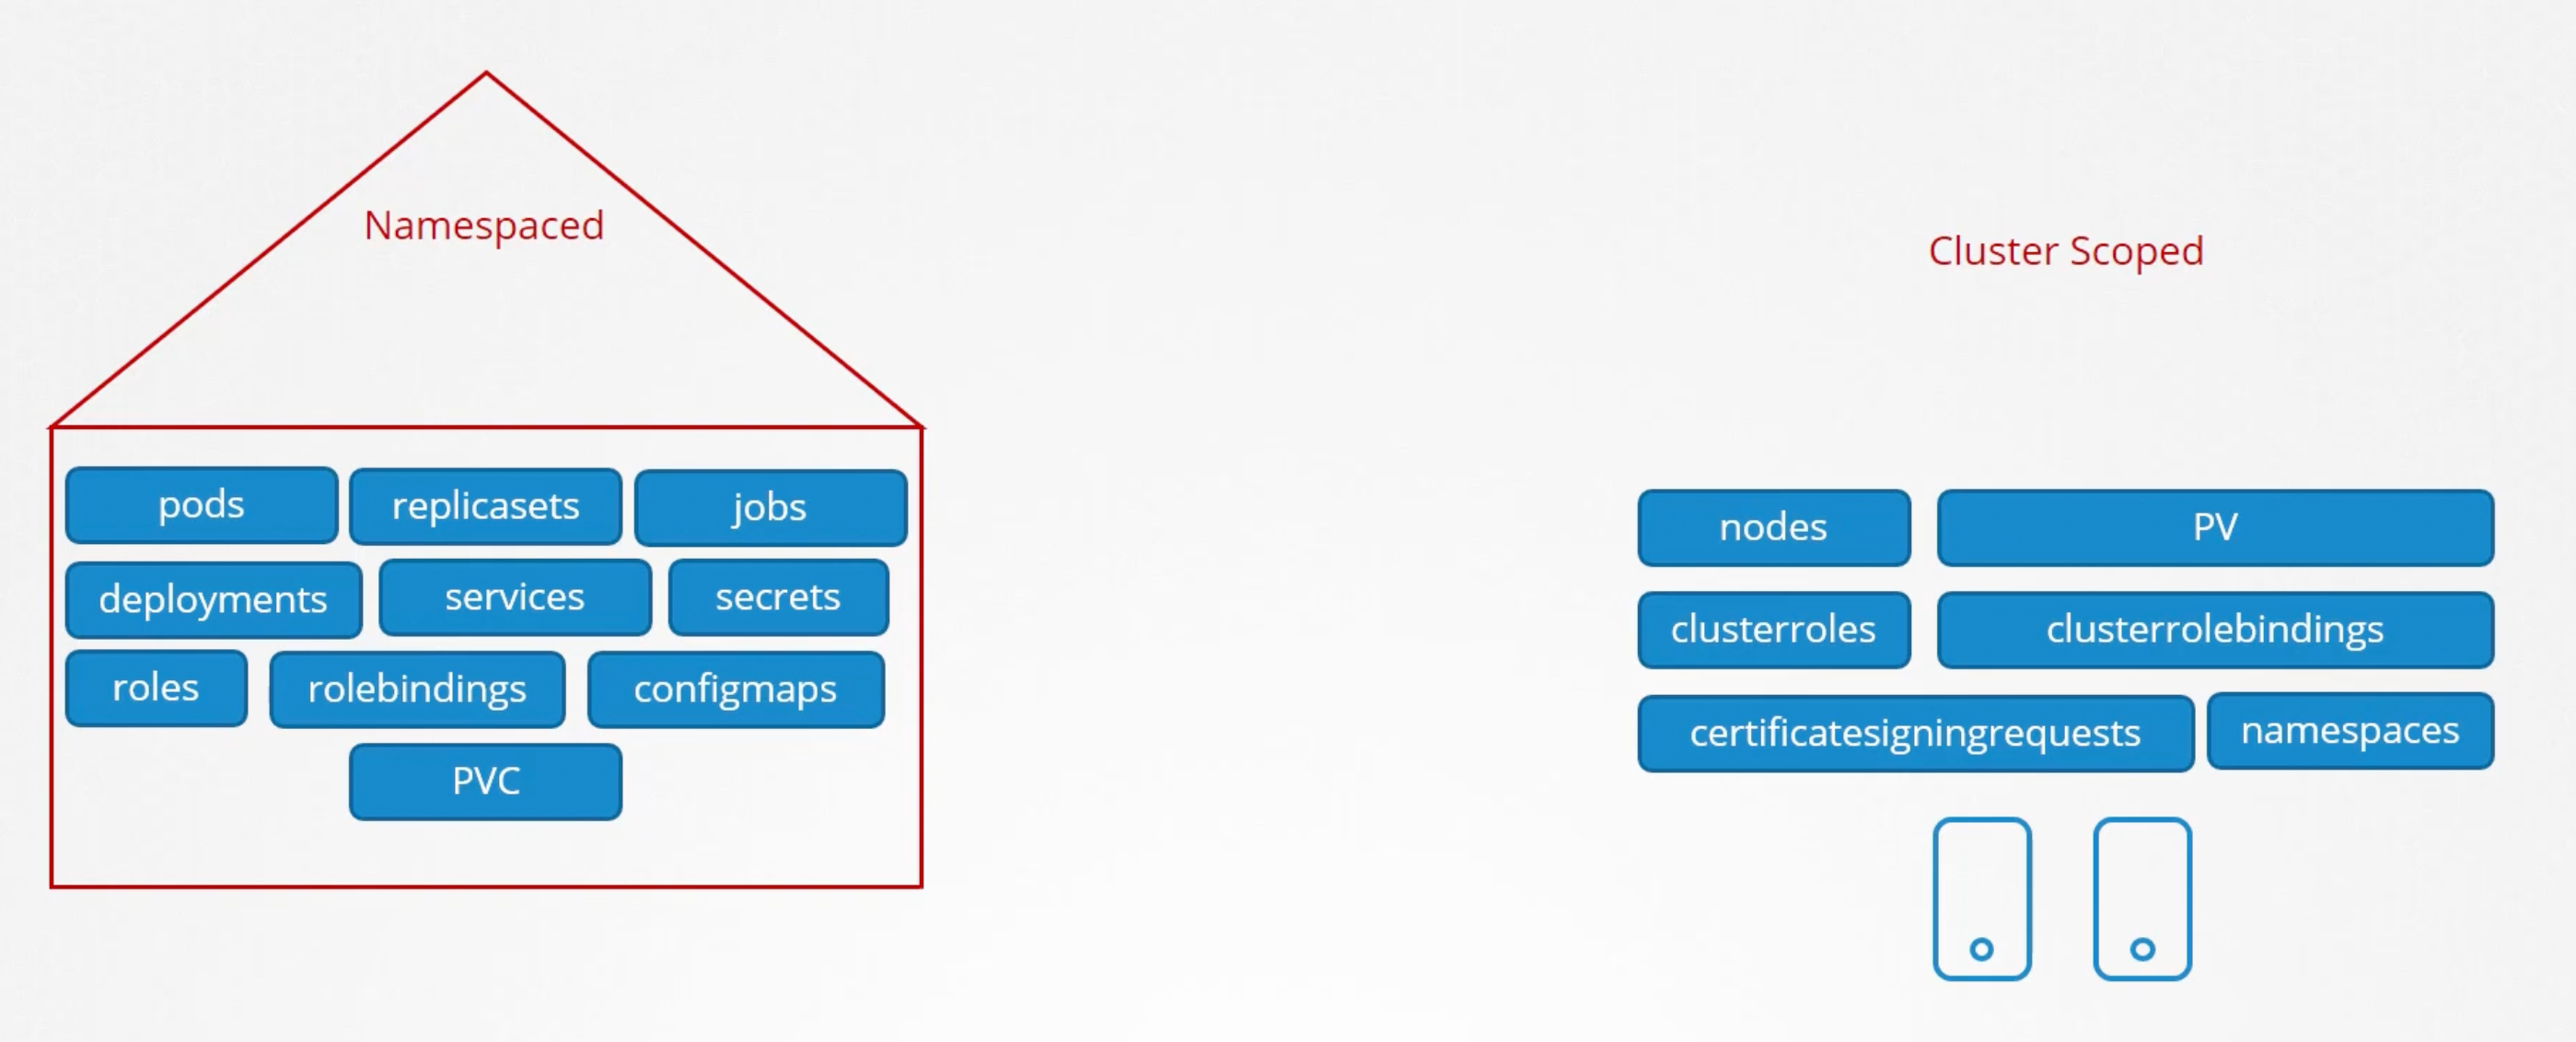 Namespaced
pods replicasets jobs
deployments services secrets
roles rolebindings configmaps
PVC
Cluster Scoped
nodes PV
clusterroles clusterrolebindings
certificatesigningrequests namespaces